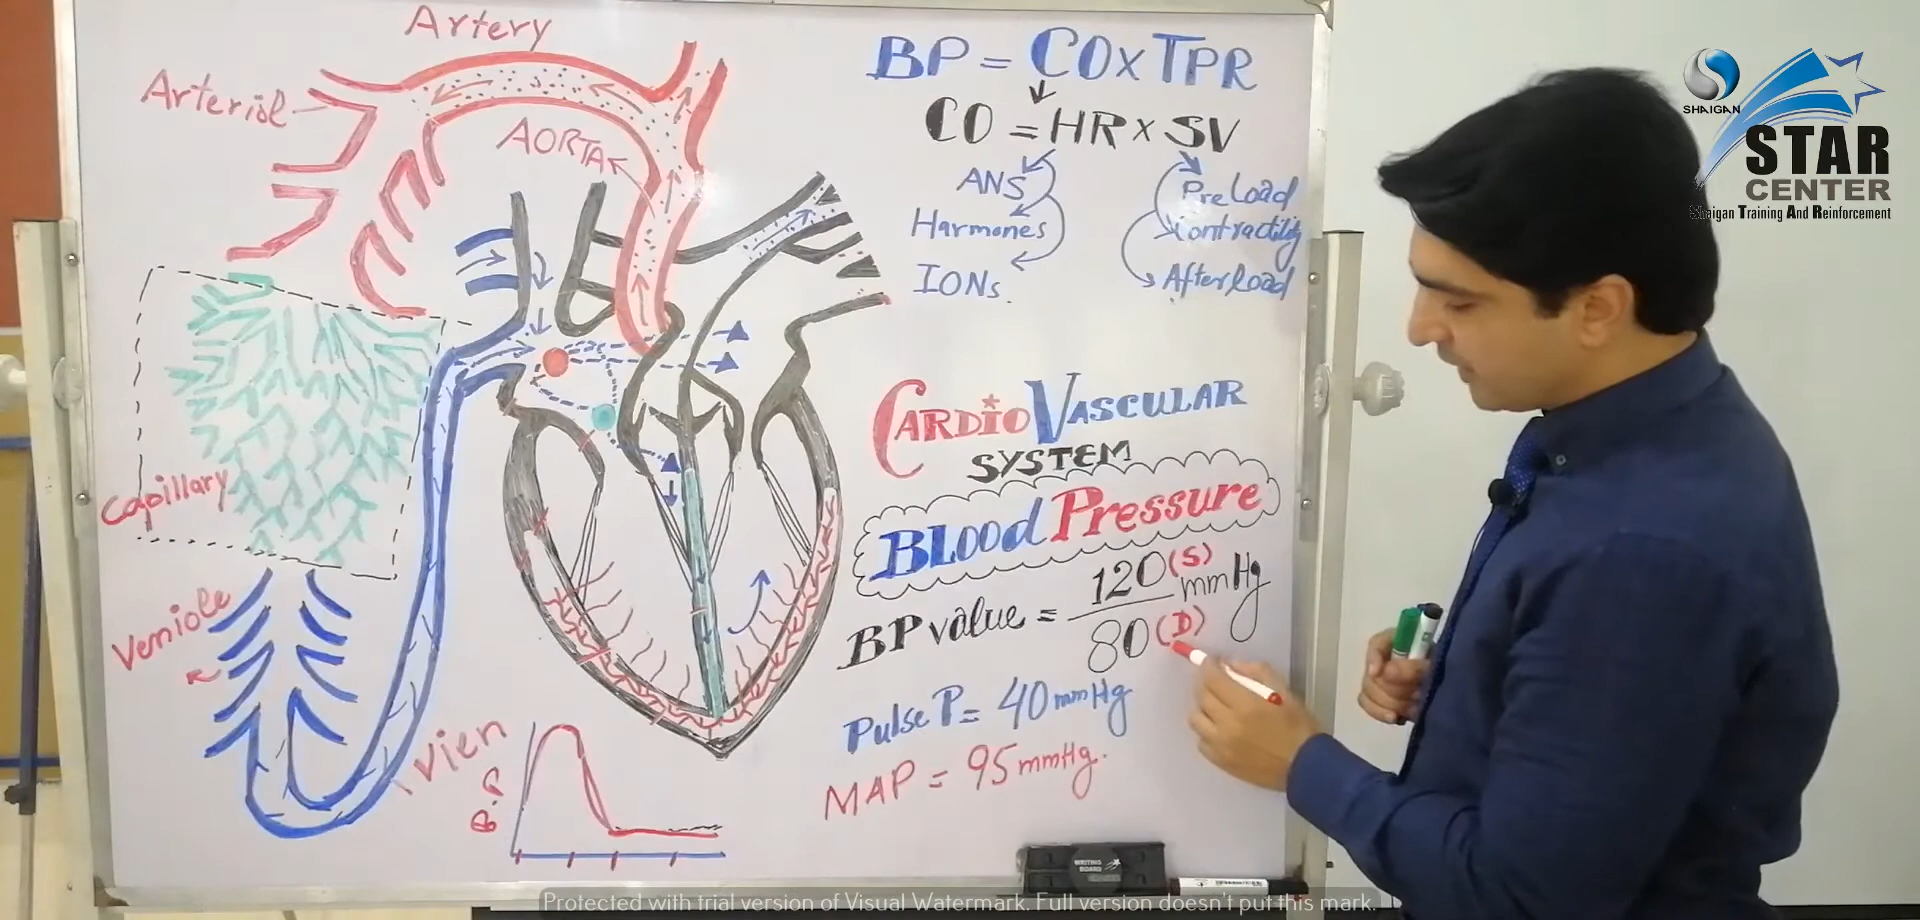 Artery
Arteriol
AORTA
Capillary
Veniole
Vien
B.P
BP = CO x TPR
CO = HR x SV
ANS
Harmones
IONs.
PreLoad
Contractility
Afterload
CARDIO VASCULAR
SYSTEM
BLood Pressure
BP value = 120 (S) mmHg
80 (D)
Pulse P = 40 mmHg
MAP = 95 mmHg.
WRITING BOARD
SHAIGAN
STAR
CENTER
Shaigan Training And Reinforcement
Protected with trial version of Visual Watermark. Full version doesn't put this mark.